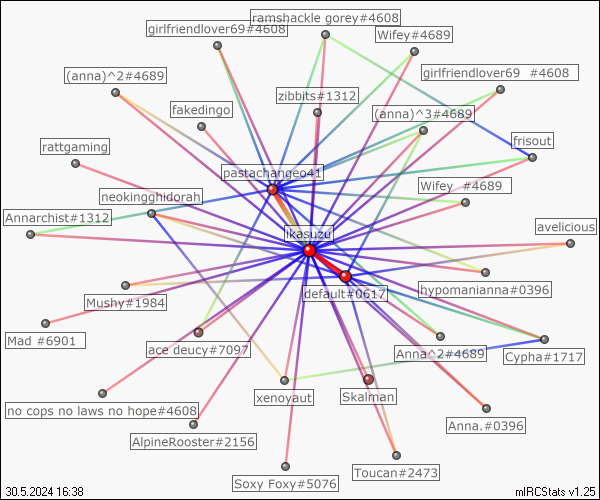 ramshackle gorey#4608
girlfriendlover69#4608
Wifey#4689
(anna)^2#4689
girlfriendlover69 #4608
zibbits#1312
fakedingo
(anna)^3#4689
rattgaming
frisout
pastachangeo41
Wifey #4689
neokingghidorah
Annarchist#1312
avelicious
likasuzu
hypomanianna#0396
default#0617
Mushy#1984
Mad #6901
ace deucy#7097
Anna^2#4689
Cypha#1717
xenoyaut
Skalman
no cops no laws no hope#4608
Anna.#0396
AlpineRooster#2156
Toucan#2473
Soxy Foxy#5076
30.5.2024 16:38
mIRCStats v1.25